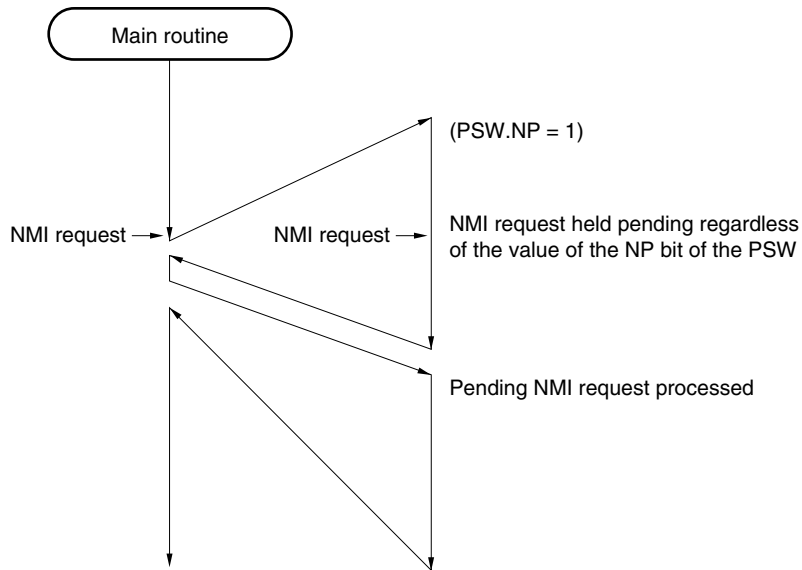 Main routine
(PSW.NP = 1)
NMI request
NMI request
NMI request held pending regardless
of the value of the NP bit of the PSW
Pending NMI request processed